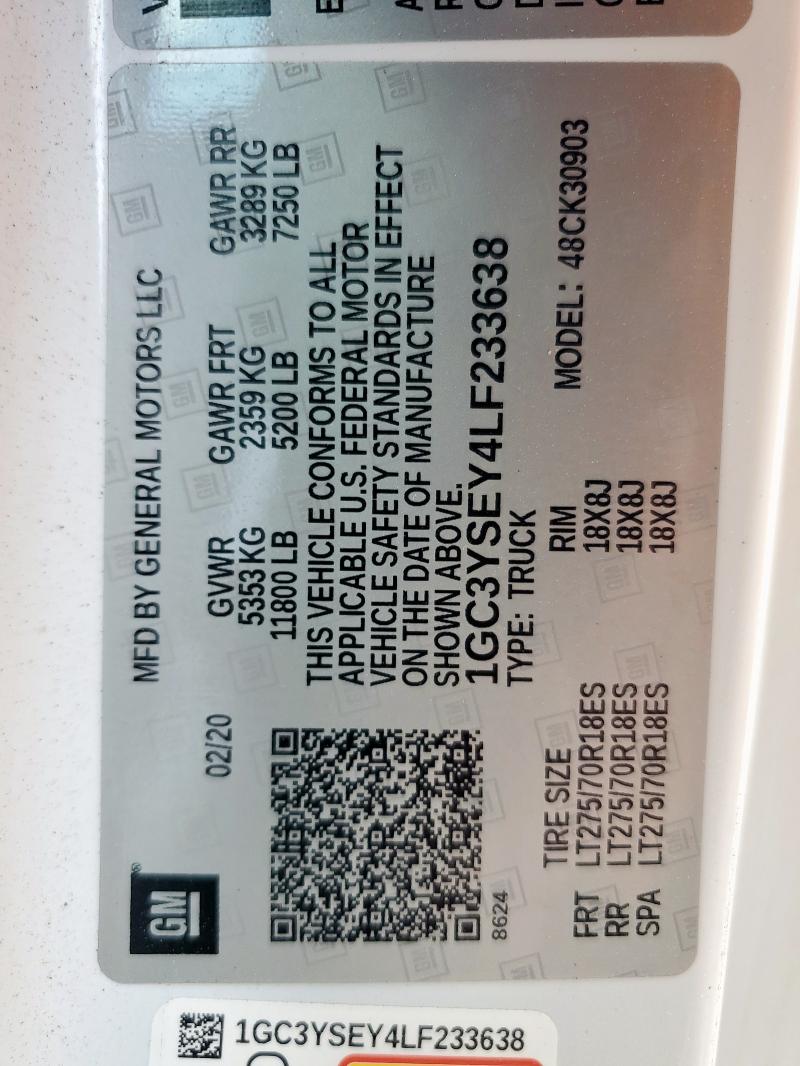 GM
MFD BY GENERAL MOTORS LLC
02/20
GVWR GAWR FRT GAWR RR
5353 KG 2359 KG 3289 KG
11800 LB 5200 LB 7250 LB
THIS VEHICLE CONFORMS TO ALL
APPLICABLE U.S. FEDERAL MOTOR
VEHICLE SAFETY STANDARDS IN EFFECT
ON THE DATE OF MANUFACTURE
SHOWN ABOVE.
1GC3YSEY4LF233638
TYPE: TRUCK
8624
MODEL: 48CK30903
TIRE SIZE RIM
FRT LT275/70R18ES 18X8J
RR LT275/70R18ES 18X8J
SPA LT275/70R18ES 18X8J
1GC3YSEY4LF233638